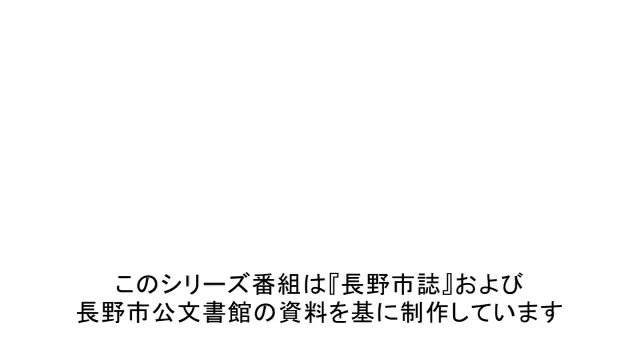 このシリーズ番組は『長野市誌』および
長野市公文書館の資料を基に制作しています